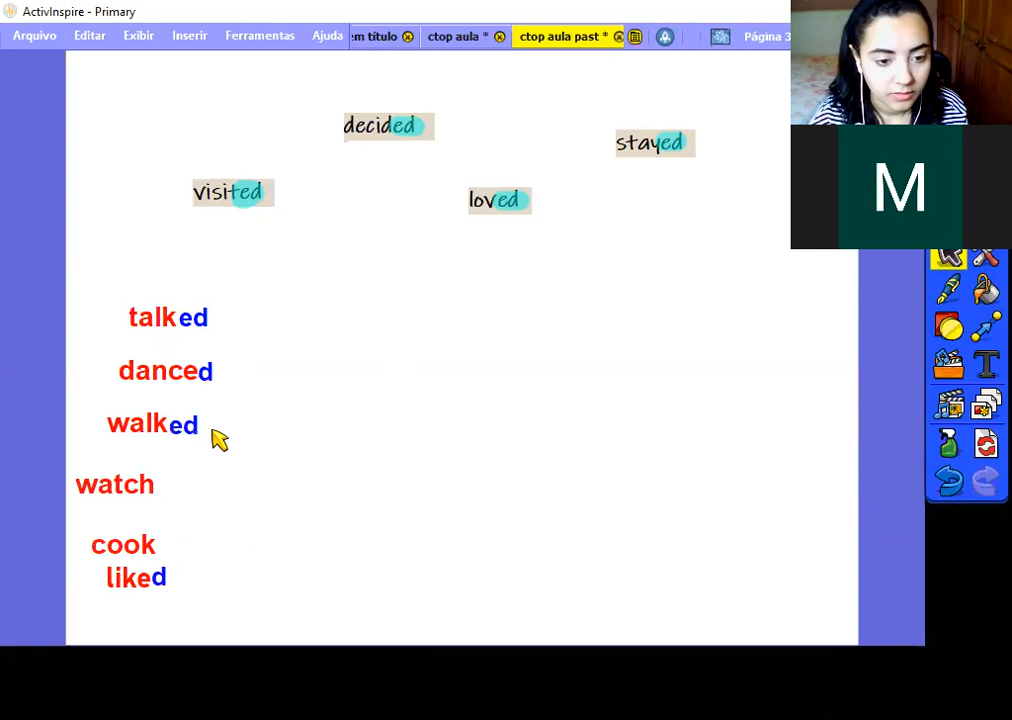 ActivInspire - Primary
Arquivo Editar Exibir Inserir Ferramentas Ajuda
em título ctop aula * ctop aula past * Página 3
decided
stayed
visited
loved
M
talked
danced
walked
watch
cook
liked